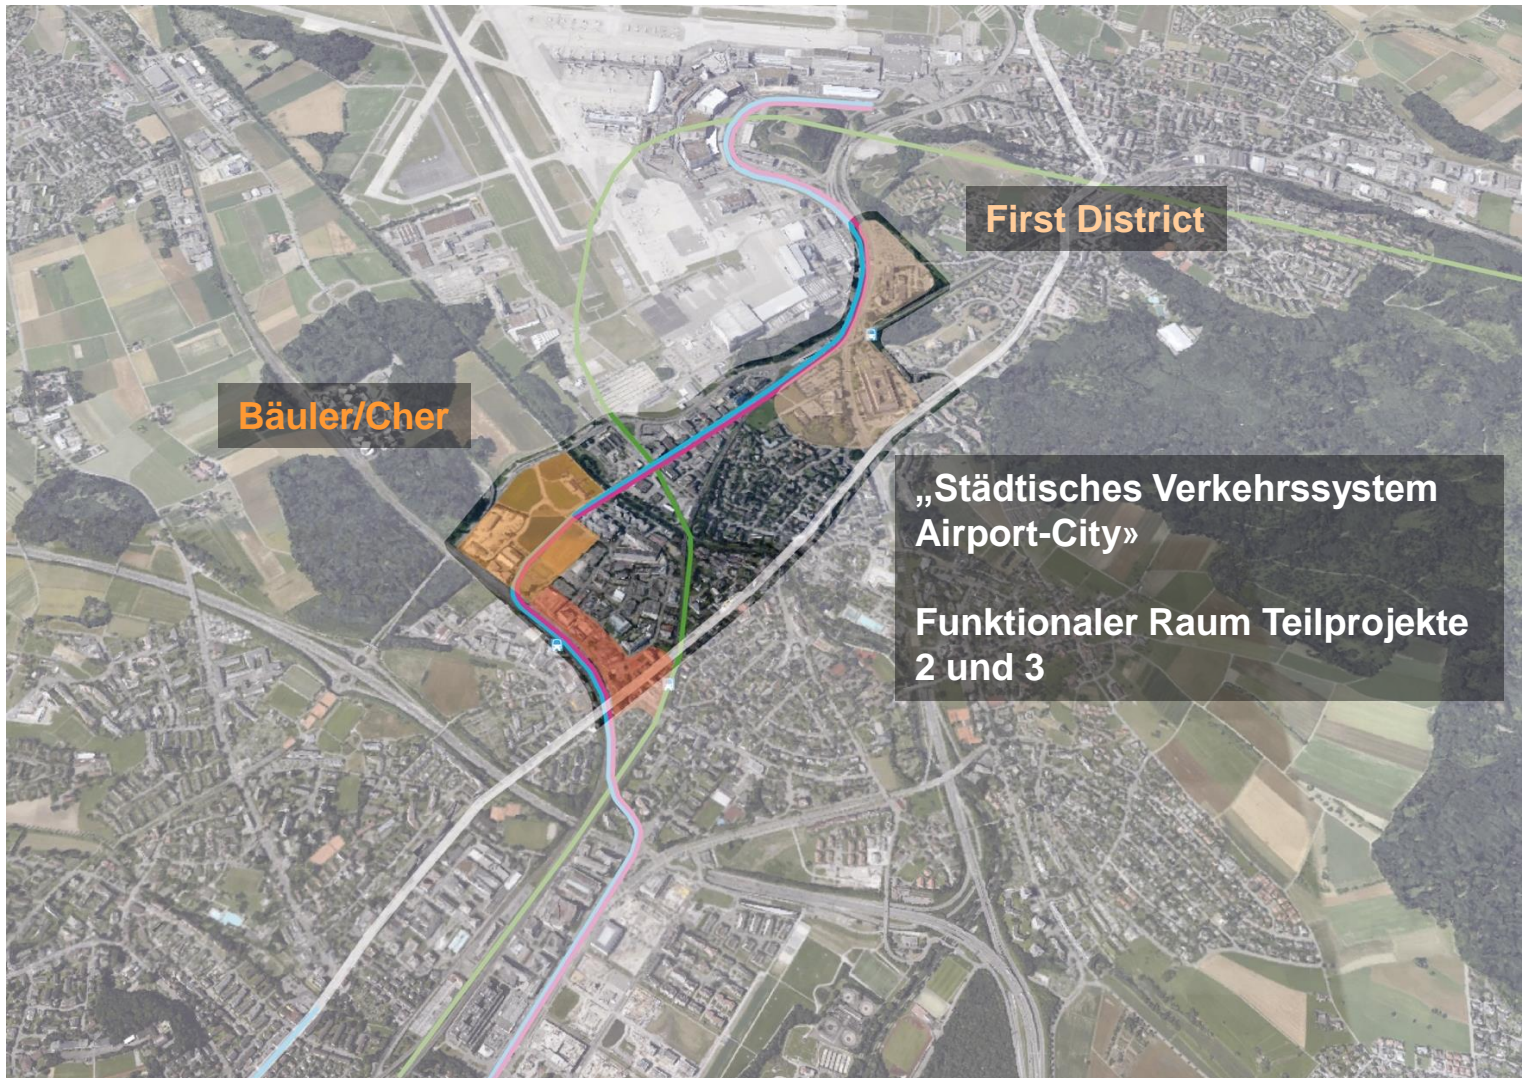 First District
Bäuler/Cher
„Städtisches Verkehrssystem
Airport-City»
Funktionaler Raum Teilprojekte
2 und 3